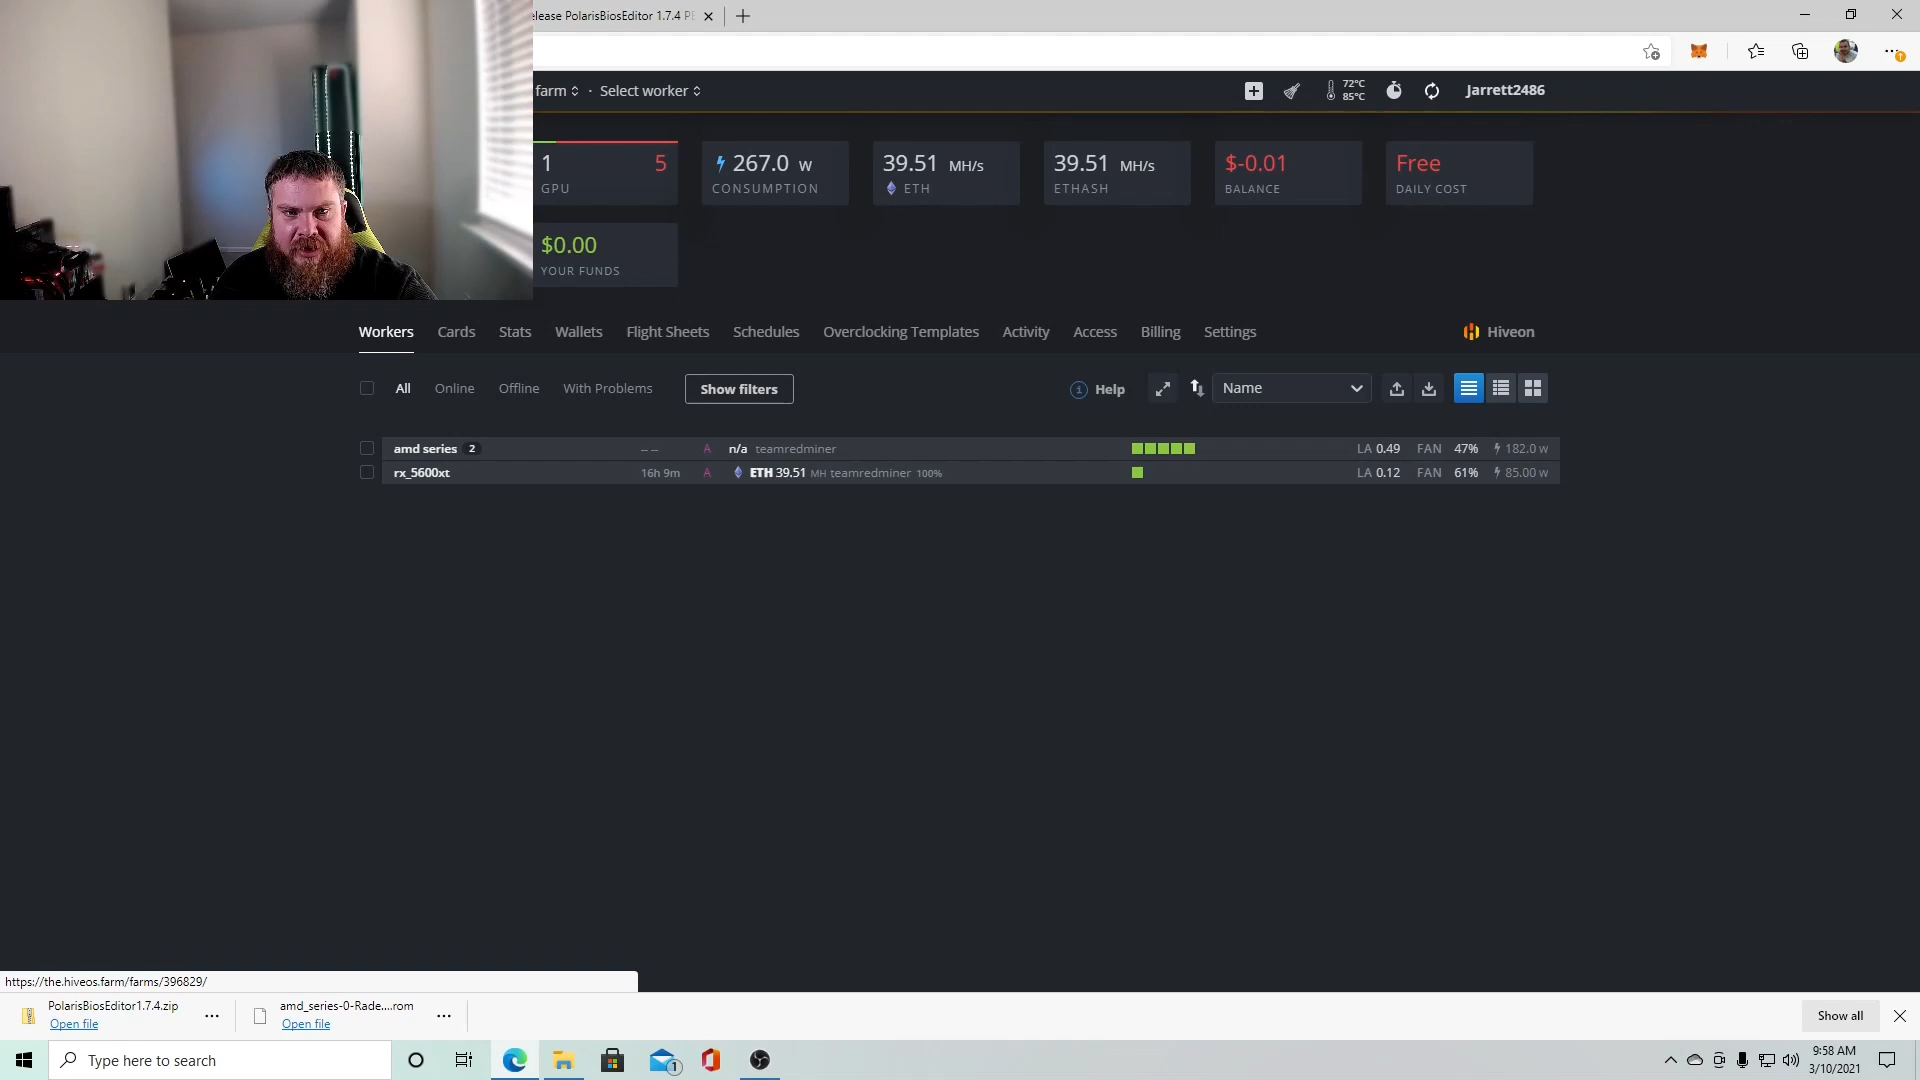 elease PolarisBiosEditor 1.7.4 P
farm · Select worker
72°C
85°C
Jarrett2486
1 5
GPU
267.0 W
CONSUMPTION
39.51 MH/s
ETH
39.51 MH/s
ETHASH
$-0.01
BALANCE
Free
DAILY COST
$0.00
YOUR FUNDS
Workers Cards Stats Wallets Flight Sheets Schedules Overclocking Templates Activity Access Billing Settings Hiveon
All Online Offline With Problems Show filters Help Name
amd series 2 -- -- A n/a teamredminer LA 0.49 FAN 47% 182.0 w
rx_5600xt 16h 9m A ETH 39.51 MH teamredminer 100% LA 0.12 FAN 61% 85.00 w
https://the.hiveos.farm/farms/396829/
PolarisBiosEditor1.7.4.zip
Open file
amd_series-0-Rade....rom
Open file
Show all
Type here to search
1
9:58 AM
3/10/2021